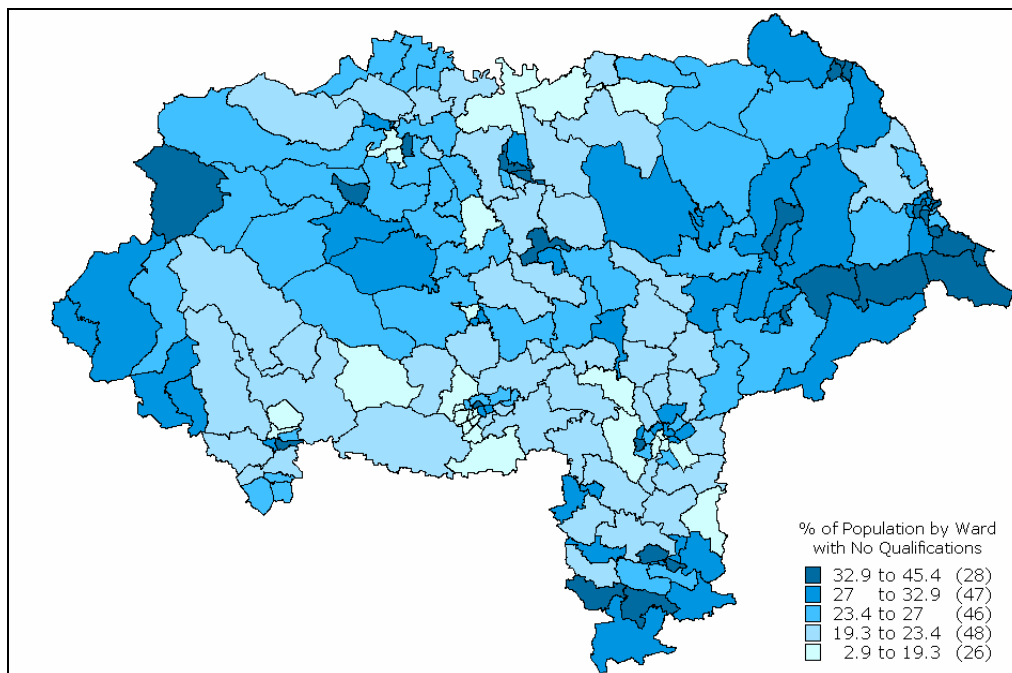 % of Population by Ward
with No Qualifications
32.9 to 45.4 (28)
27 to 32.9 (47)
23.4 to 27 (46)
19.3 to 23.4 (48)
2.9 to 19.3 (26)